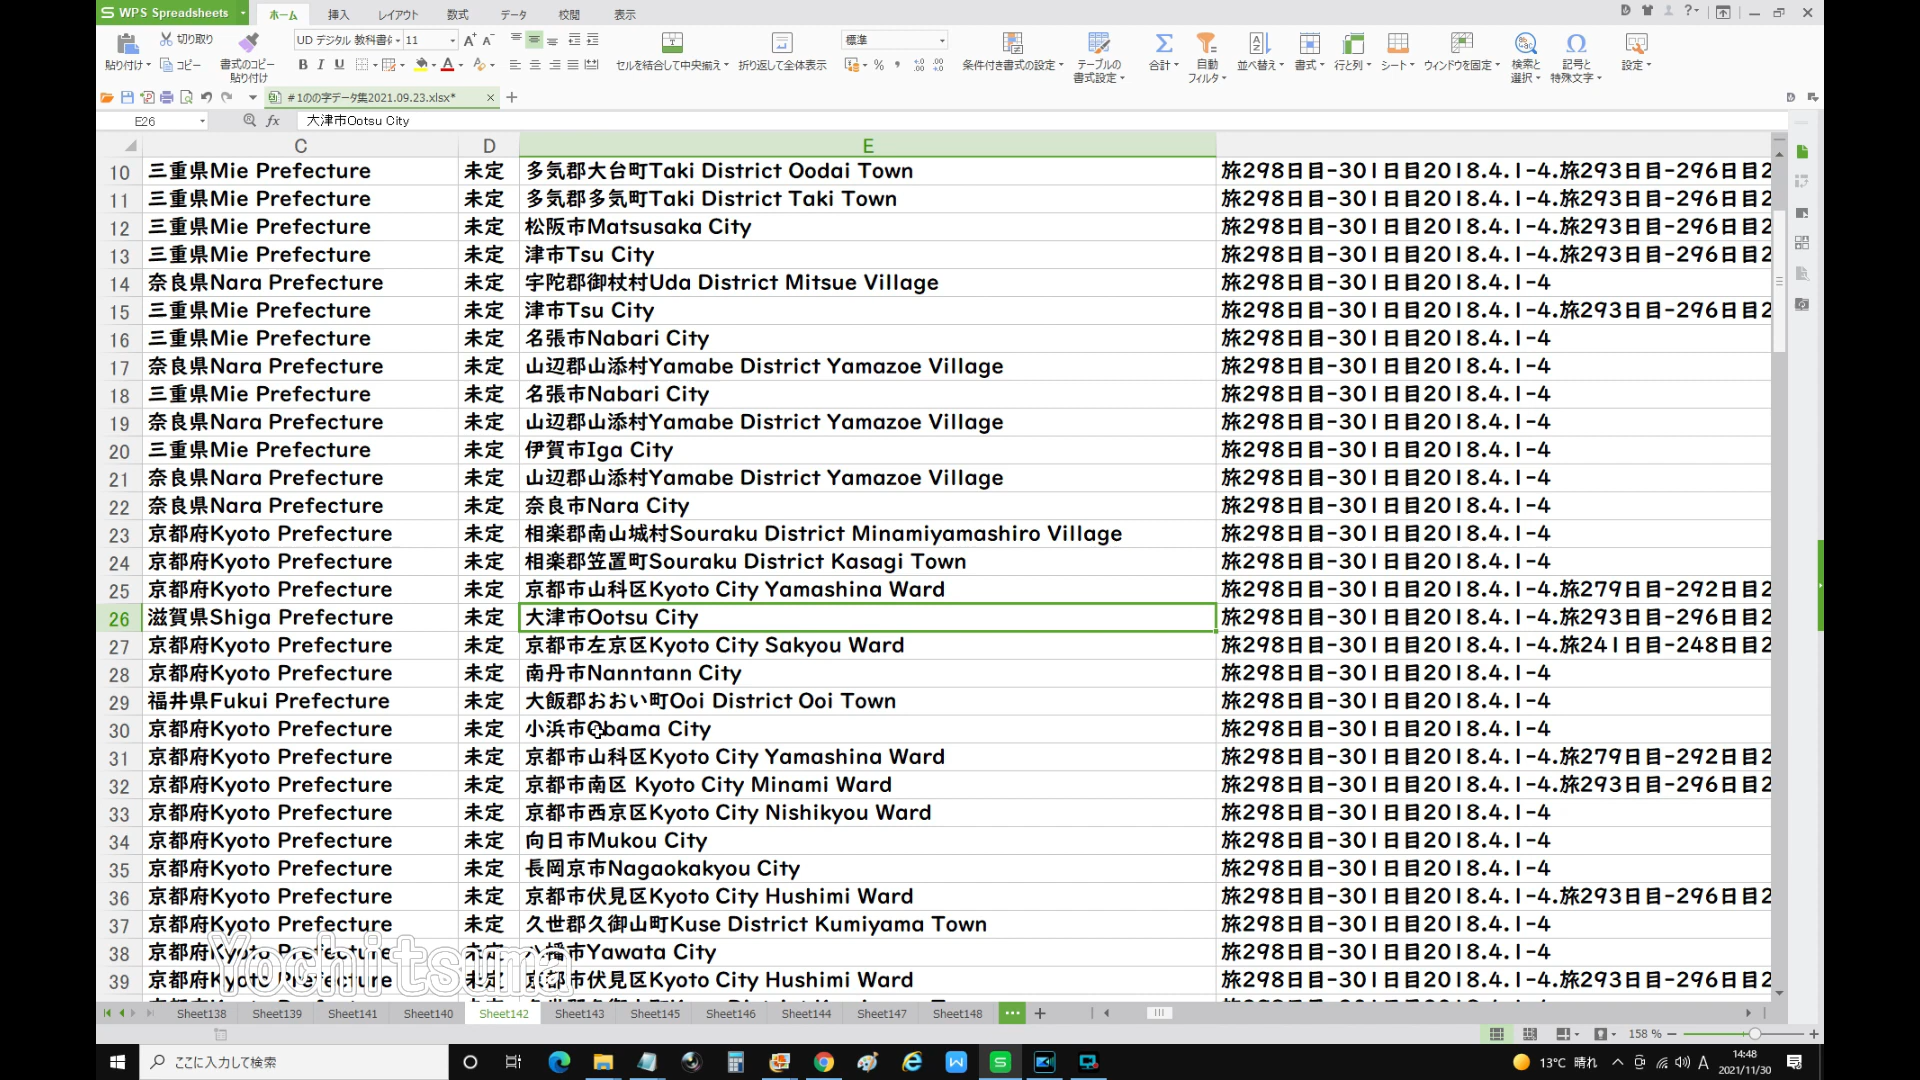 WPS Spreadsheets ホーム 挿入 レイアウト 数式 データ 校閲 表示
切り取り UD デジタル 教科書 11 標準
貼り付け コピー 書式のコピー貼り付け セルを結合して中央揃え 折り返して全体表示 条件付き書式の設定 テーブルの書式設定 合計 自動フィルタ 並べ替え 書式 行と列 シート ウィンドウを固定 検索と選択 記号と特殊文字 設定
#1のの字データ集2021.09.23.xlsx*
E26 fx 大津市Ootsu City
C D E
10 三重県Mie Prefecture 未定 多気郡大台町Taki District Oodai Town 旅298日目-301日目2018.4.1-4.旅293日目-296日目2
11 三重県Mie Prefecture 未定 多気郡多気町Taki District Taki Town 旅298日目-301日目2018.4.1-4.旅293日目-296日目2
12 三重県Mie Prefecture 未定 松阪市Matsusaka City 旅298日目-301日目2018.4.1-4.旅293日目-296日目2
13 三重県Mie Prefecture 未定 津市Tsu City 旅298日目-301日目2018.4.1-4.旅293日目-296日目2
14 奈良県Nara Prefecture 未定 宇陀郡御杖村Uda District Mitsue Village 旅298日目-301日目2018.4.1-4
15 三重県Mie Prefecture 未定 津市Tsu City 旅298日目-301日目2018.4.1-4.旅293日目-296日目2
16 三重県Mie Prefecture 未定 名張市Nabari City 旅298日目-301日目2018.4.1-4
17 奈良県Nara Prefecture 未定 山辺郡山添村Yamabe District Yamazoe Village 旅298日目-301日目2018.4.1-4
18 三重県Mie Prefecture 未定 名張市Nabari City 旅298日目-301日目2018.4.1-4
19 奈良県Nara Prefecture 未定 山辺郡山添村Yamabe District Yamazoe Village 旅298日目-301日目2018.4.1-4
20 三重県Mie Prefecture 未定 伊賀市Iga City 旅298日目-301日目2018.4.1-4
21 奈良県Nara Prefecture 未定 山辺郡山添村Yamabe District Yamazoe Village 旅298日目-301日目2018.4.1-4
22 奈良県Nara Prefecture 未定 奈良市Nara City 旅298日目-301日目2018.4.1-4
23 京都府Kyoto Prefecture 未定 相楽郡南山城村Souraku District Minamiyamashiro Village 旅298日目-301日目2018.4.1-4
24 京都府Kyoto Prefecture 未定 相楽郡笠置町Souraku District Kasagi Town 旅298日目-301日目2018.4.1-4
25 京都府Kyoto Prefecture 未定 京都市山科区Kyoto City Yamashina Ward 旅298日目-301日目2018.4.1-4.旅279日目-292日目2
26 滋賀県Shiga Prefecture 未定 大津市Ootsu City 旅298日目-301日目2018.4.1-4.旅293日目-296日目2
27 京都府Kyoto Prefecture 未定 京都市左京区Kyoto City Sakyou Ward 旅298日目-301日目2018.4.1-4.旅241日目-248日目2
28 京都府Kyoto Prefecture 未定 南丹市Nanntann City 旅298日目-301日目2018.4.1-4
29 福井県Fukui Prefecture 未定 大飯郡おおい町Ooi District Ooi Town 旅298日目-301日目2018.4.1-4
30 京都府Kyoto Prefecture 未定 小浜市Obama City 旅298日目-301日目2018.4.1-4
31 京都府Kyoto Prefecture 未定 京都市山科区Kyoto City Yamashina Ward 旅298日目-301日目2018.4.1-4.旅279日目-292日目2
32 京都府Kyoto Prefecture 未定 京都市南区 Kyoto City Minami Ward 旅298日目-301日目2018.4.1-4.旅293日目-296日目2
33 京都府Kyoto Prefecture 未定 京都市西京区Kyoto City Nishikyou Ward 旅298日目-301日目2018.4.1-4
34 京都府Kyoto Prefecture 未定 向日市Mukou City 旅298日目-301日目2018.4.1-4
35 京都府Kyoto Prefecture 未定 長岡京市Nagaokakyou City 旅298日目-301日目2018.4.1-4
36 京都府Kyoto Prefecture 未定 京都市伏見区Kyoto City Hushimi Ward 旅298日目-301日目2018.4.1-4.旅293日目-296日目2
37 京都府Kyoto Prefecture 未定 久世郡久御山町Kuse District Kumiyama Town 旅298日目-301日目2018.4.1-4
38 京都府Kyoto Prefecture 未定 八幡市Yawata City 旅298日目-301日目2018.4.1-4
39 京都府Kyoto Prefecture 未定 京都市伏見区Kyoto City Hushimi Ward 旅298日目-301日目2018.4.1-4.旅293日目-296日目2
Yochiitsuma
Sheet138 Sheet139 Sheet141 Sheet140 Sheet142 Sheet143 Sheet145 Sheet146 Sheet144 Sheet147 Sheet148
158 %
ここに入力して検索 13°C 晴れ A 14:48
2021/11/30